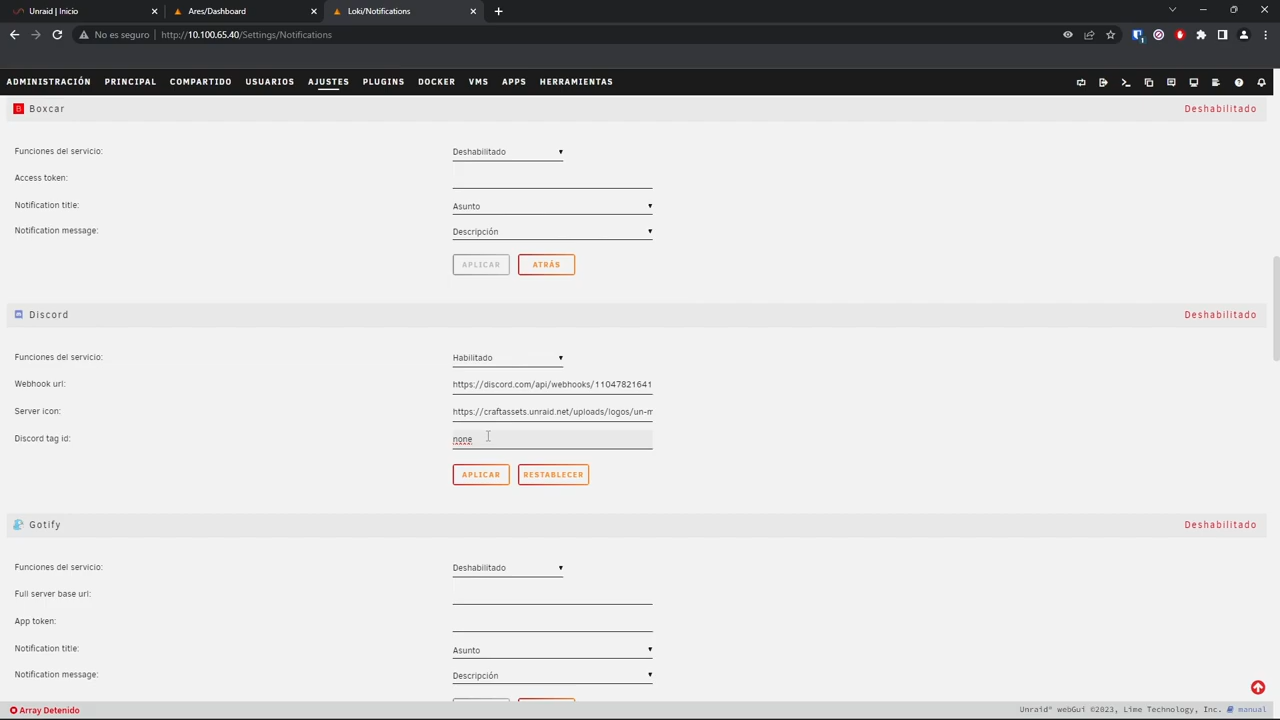 Unraid | Inicio
Ares/Dashboard
Loki/Notifications
No es seguro
http://10.100.65.40/Settings/Notifications
ADMINISTRACIÓN PRINCIPAL COMPARTIDO USUARIOS AJUSTES PLUGINS DOCKER VMS APPS HERRAMIENTAS
Boxcar Deshabilitado
Funciones del servicio: Deshabilitado
Access token:
Notification title: Asunto
Notification message: Descripción
APLICAR ATRÁS
Discord Deshabilitado
Funciones del servicio: Habilitado
Webhook url: https://discord.com/api/webhooks/11047821641
Server icon: https://craftassets.unraid.net/uploads/logos/un-m
Discord tag id: none
APLICAR RESTABLECER
Gotify Deshabilitado
Funciones del servicio: Deshabilitado
Full server base url:
App token:
Notification title: Asunto
Notification message: Descripción
Array Detenido Unraid® webGui ©2023, Lime Technology, Inc. manual